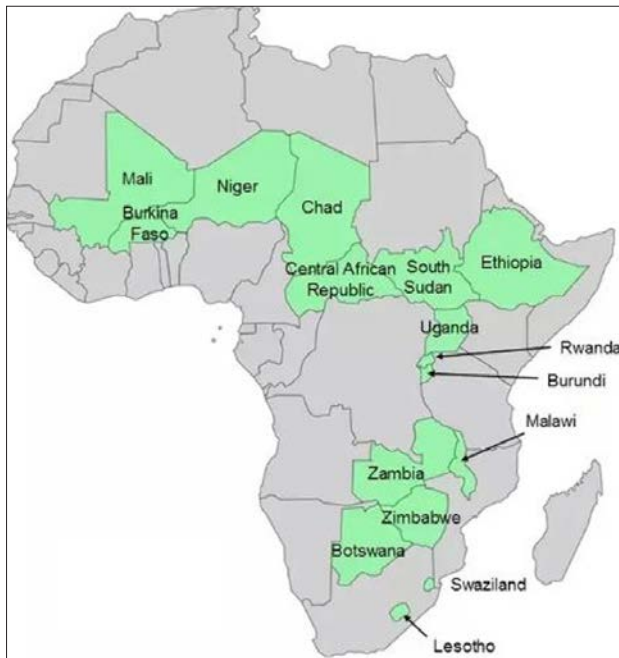 Mali
Niger
Chad
Burkina
Faso
Central African
Republic
South
Sudan
Ethiopia
Uganda
Rwanda
Burundi
Malawi
Zambia
Zimbabwe
Botswana
Swaziland
Lesotho